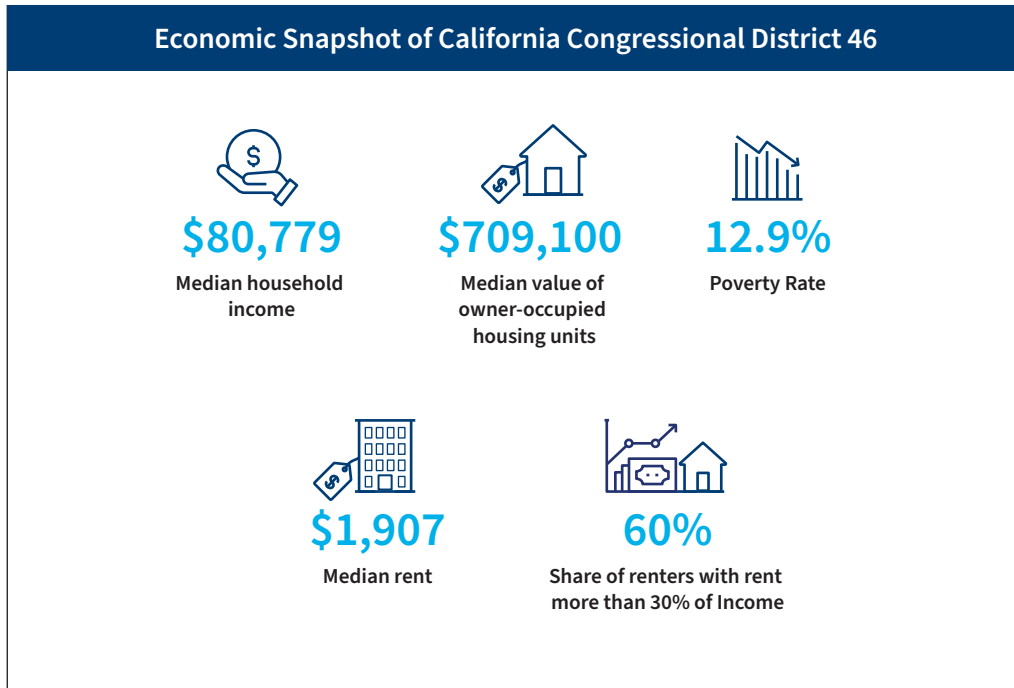 Economic Snapshot of California Congressional District 46
$
$80,779
Median household
income
$
$709,100
Median value of
owner-occupied
housing units
12.9%
Poverty Rate
$
$1,907
Median rent
60%
Share of renters with rent
more than 30% of Income